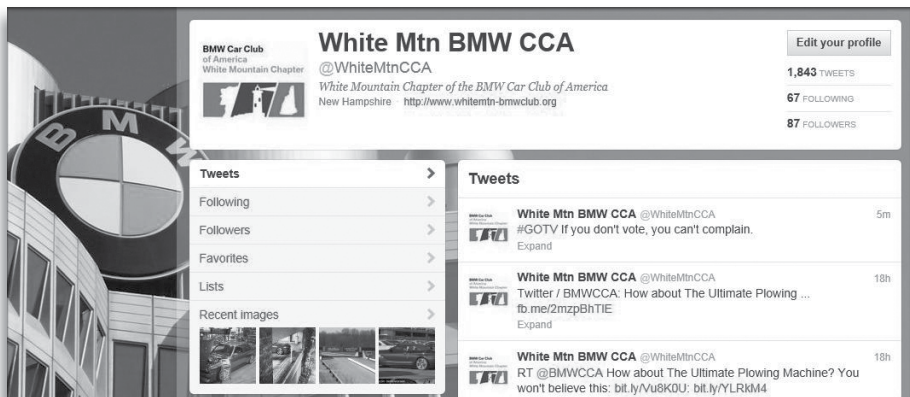 BMW
BMW Car Club
of America
White Mountain Chapter
White Mtn BMW CCA
@WhiteMtnCCA
White Mountain Chapter of the BMW Car Club of America
New Hampshire http://www.whitemtn-bmwclub.org
Edit your profile
1,843 TWEETS
67 FOLLOWING
87 FOLLOWERS
Tweets
Following
Followers
Favorites
Lists
Recent images
Tweets
White Mtn BMW CCA @WhiteMtnCCA 5m
#GOTV If you don't vote, you can't complain.
Expand
White Mtn BMW CCA @WhiteMtnCCA 18h
Twitter / BMWCCA: How about The Ultimate Plowing ...
fb.me/2mzpBhTIE
Expand
White Mtn BMW CCA @WhiteMtnCCA 18h
RT @BMWCCA How about The Ultimate Plowing Machine? You
won't believe this: bit.ly/Vu8K0U: bit.ly/YLRkM4